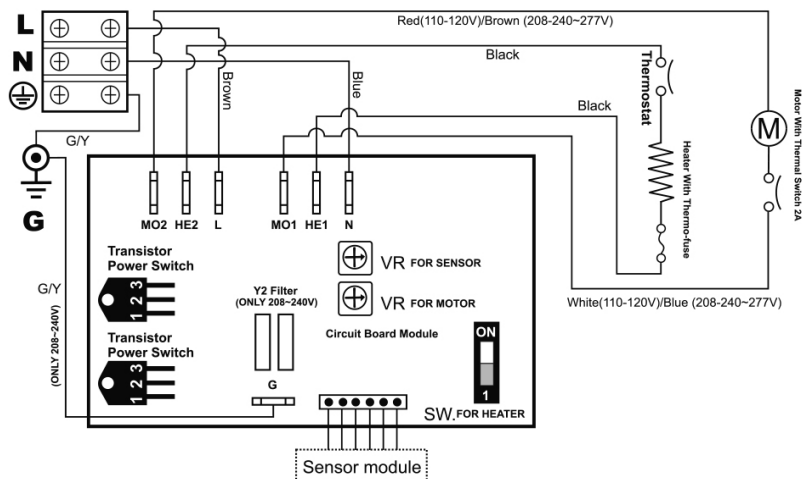 L
N
G
G/Y
Brown
Blue
Red(110-120V)/Brown (208-240~277V)
Black
Black
Thermostat
Heater With Thermo-fuse
M
Motor With Thermal Switch 2A
White(110-120V)/Blue (208-240~277V)
MO2 HE2 L MO1 HE1 N
Transistor
Power Switch
1 2 3
Transistor
Power Switch
1 2 3
G/Y
(ONLY 208~240V)
Y2 Filter
(ONLY 208~240V)
G
VR FOR SENSOR
VR FOR MOTOR
Circuit Board Module
ON
1
SW. FOR HEATER
Sensor module